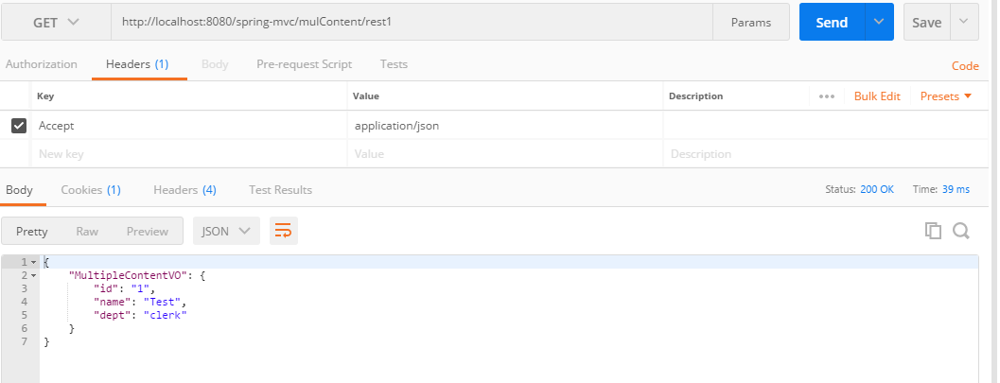 GET http://localhost:8080/spring-mvc/mulContent/rest1 Params Send Save
Authorization Headers (1) Body Pre-request Script Tests Code
Key Value Description ••• Bulk Edit Presets
Accept application/json
New key Value Description
Body Cookies (1) Headers (4) Test Results Status: 200 OK Time: 39 ms
Pretty Raw Preview JSON
1 {
2 "MultipleContentVO": {
3 "id": "1",
4 "name": "Test",
5 "dept": "clerk"
6 }
7 }